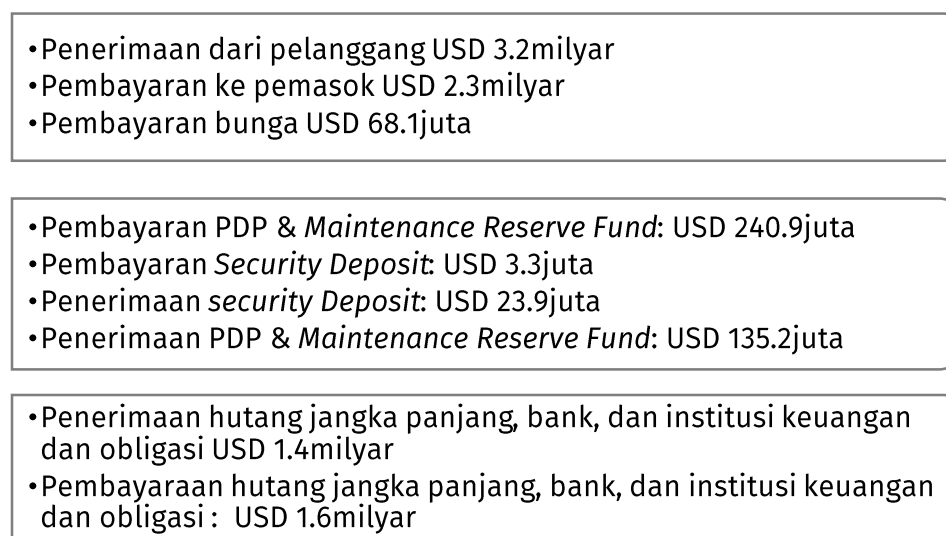 •Penerimaan dari pelanggang USD 3.2milyar
•Pembayaran ke pemasok USD 2.3milyar
•Pembayaran bunga USD 68.1juta
•Pembayaran PDP & Maintenance Reserve Fund: USD 240.9juta
•Pembayaran Security Deposit: USD 3.3juta
•Penerimaan security Deposit: USD 23.9juta
•Penerimaan PDP & Maintenance Reserve Fund: USD 135.2juta
•Penerimaan hutang jangka panjang, bank, dan institusi keuangan
dan obligasi USD 1.4milyar
•Pembayaraan hutang jangka panjang, bank, dan institusi keuangan
dan obligasi : USD 1.6milyar